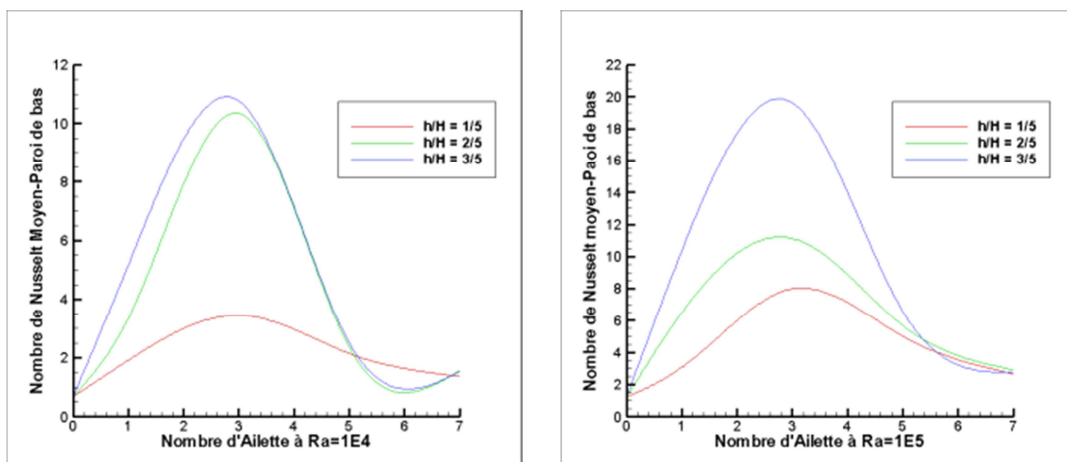 Nombre de Nusselt Moyen-Paroi de bas
12
10
8
6
4
2
0
0 1 2 3 4 5 6 7
Nombre d'Ailette à Ra=1E4
h/H = 1/5
h/H = 2/5
h/H = 3/5
Nombre de Nusselt moyen-Paoi de bas
22
20
18
16
14
12
10
8
6
4
2
0
0 1 2 3 4 5 6 7
Nombre d'Ailette à Ra=1E5
h/H = 1/5
h/H = 2/5
h/H = 3/5